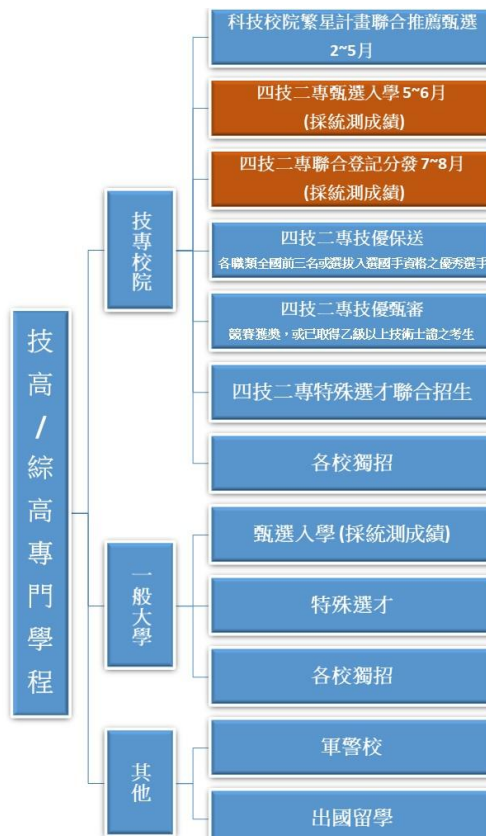 技高/綜高專門學程
技專校院
科技校院繁星計畫聯合推薦甄選
2~5月
四技二專甄選入學5~6月
(採統測成績)
四技二專聯合登記分發7~8月
(採統測成績)
四技二專技優保送
各職類全國前三名或選拔入選國手資格之優秀選手
四技二專技優甄審
競賽獲獎，或已取得乙級以上技術士證之考生
四技二專特殊選才聯合招生
各校獨招
一般大學
甄選入學(採統測成績)
特殊選才
各校獨招
其他
軍警校
出國留學